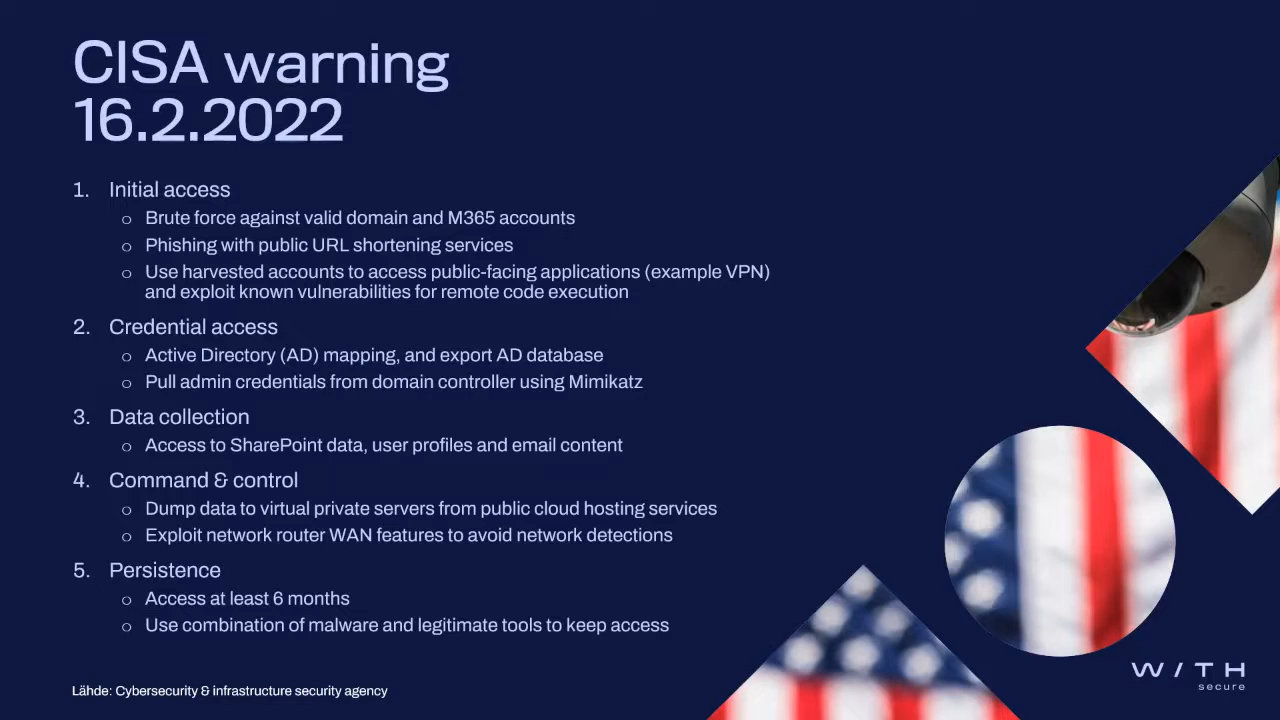 CISA warning
16.2.2022
1. Initial access
o Brute force against valid domain and M365 accounts
o Phishing with public URL shortening services
o Use harvested accounts to access public-facing applications (example VPN)
and exploit known vulnerabilities for remote code execution
2. Credential access
o Active Directory (AD) mapping, and export AD database
o Pull admin credentials from domain controller using Mimikatz
3. Data collection
o Access to SharePoint data, user profiles and email content
4. Command & control
o Dump data to virtual private servers from public cloud hosting services
o Exploit network router WAN features to avoid network detections
5. Persistence
o Access at least 6 months
o Use combination of malware and legitimate tools to keep access
Lähde: Cybersecurity & infrastructure security agency
W/TH
secure